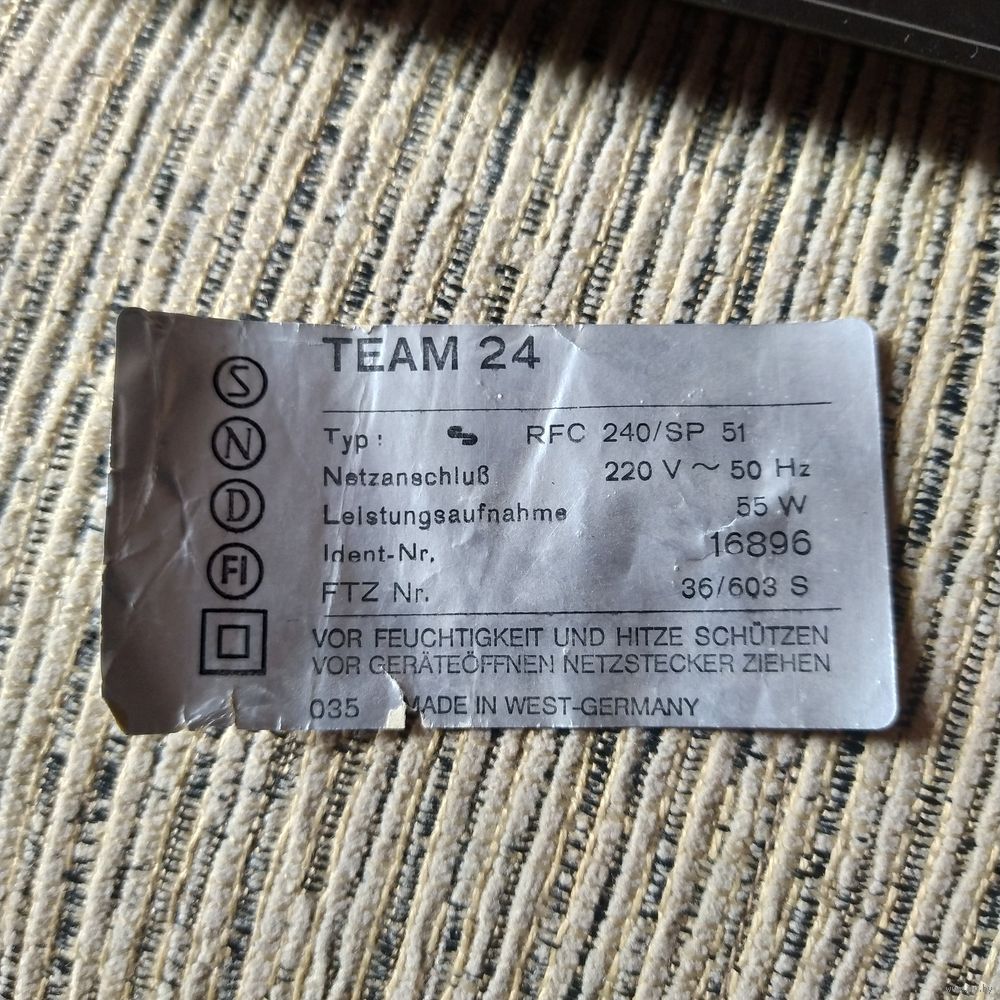 TEAM 24
Typ: RFC 240/SP 51
Netzanschluß 220 V ~ 50 Hz
Leistungsaufnahme 55 W
Ident-Nr. 16896
FTZ Nr. 36/603 S
S
N
D
FI
VOR FEUCHTIGKEIT UND HITZE SCHÜTZEN
VOR GERÄTEÖFFNEN NETZSTECKER ZIEHEN
035 MADE IN WEST-GERMANY